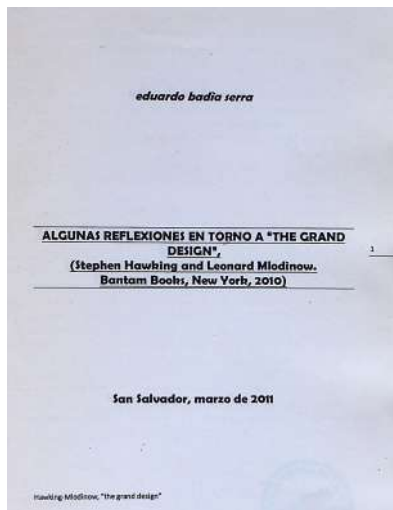 eduardo badía serra
ALGUNAS REFLEXIONES EN TORNO A "THE GRAND
DESIGN",
1
(Stephen Hawking and Leonard Mlodinow.
Bantam Books, New York, 2010)
San Salvador, marzo de 2011
Hawking-Mlodinow, "the grand design"